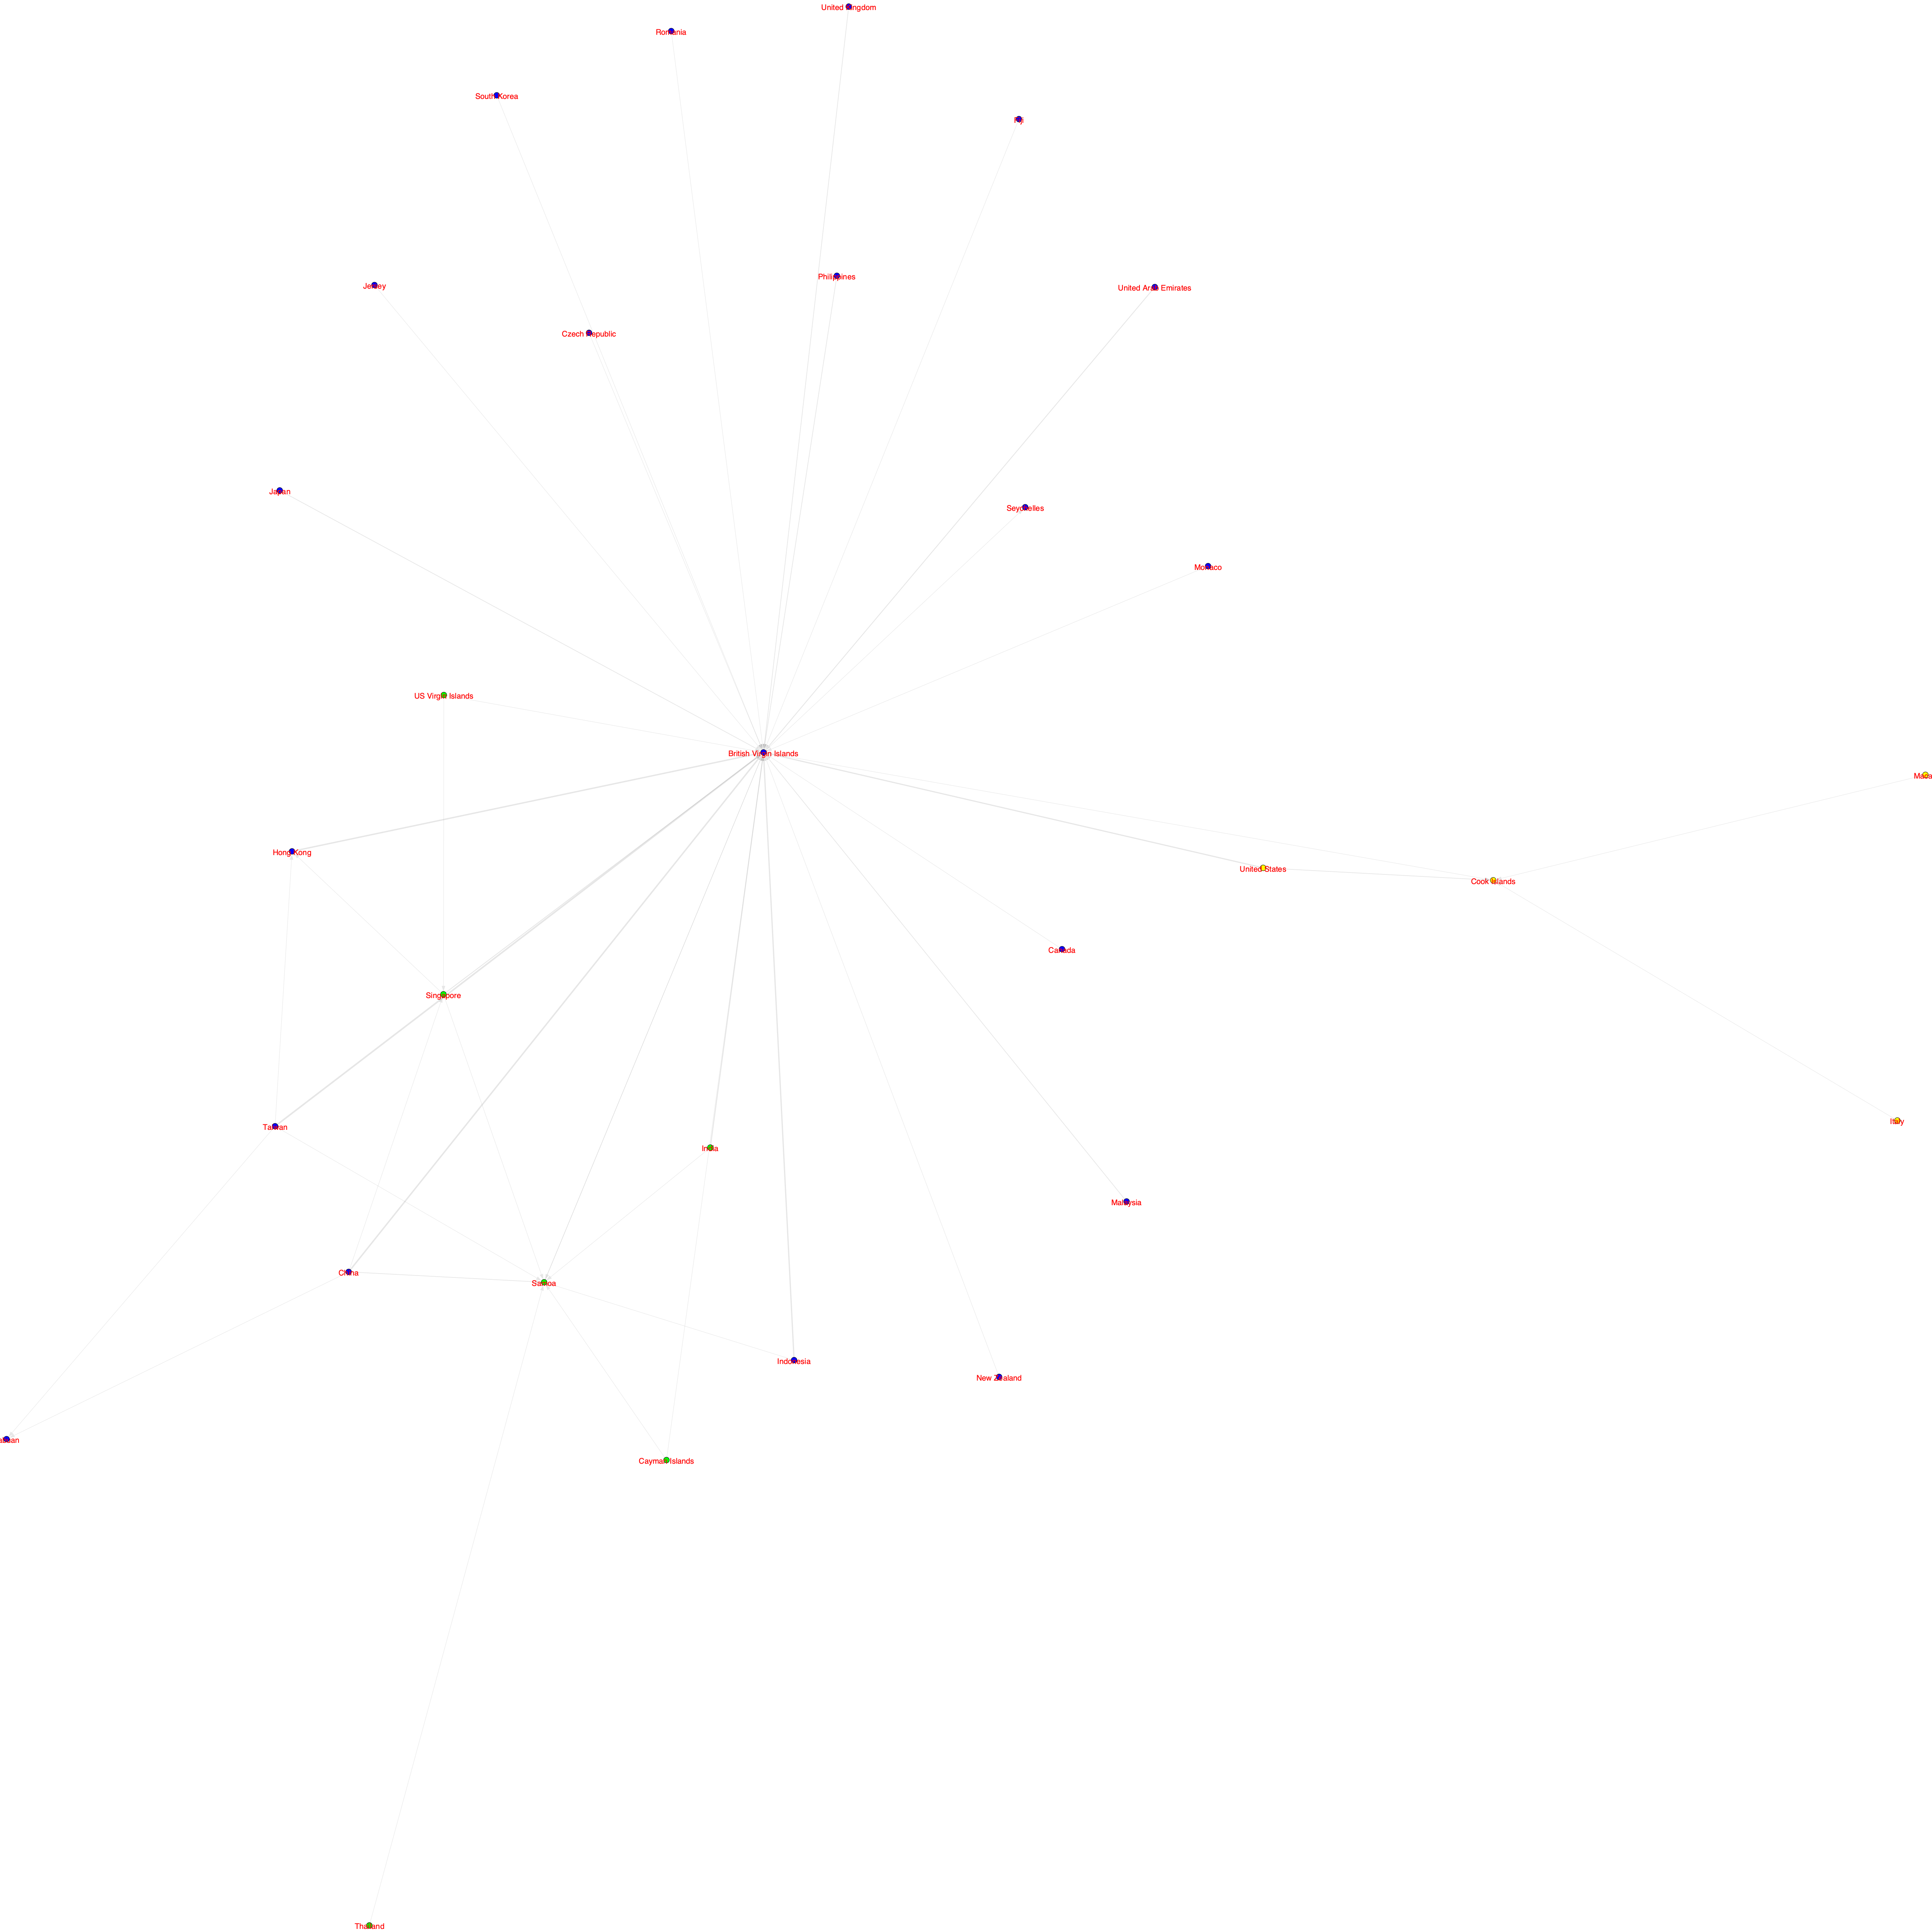 United Kingdom
Romania
South Korea
Fiji
Philippines
Jersey
United Arab Emirates
Czech Republic
Japan
Seychelles
Monaco
US Virgin Islands
British Virgin Islands
Maca
Hong Kong
United States
Cook Islands
Canada
Singapore
Italy
Taiwan
India
Malaysia
China
Samoa
Indonesia
New Zealand
Cayman Islands
Thailand